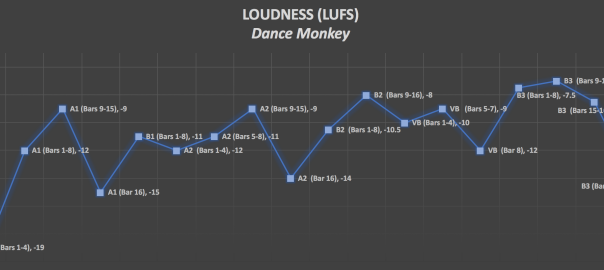 LOUDNESS (LUFS)
Dance Monkey
Bars 1-4), -19
A1 (Bars 1-8), -12
A1 (Bars 9-15), -9
A1 (Bar 16), -15
B1 (Bars 1-8), -11
A2 (Bars 1-4), -12
A2 (Bars 5-8), -11
A2 (Bars 9-15), -9
A2 (Bar 16), -14
B2 (Bars 1-8), -10.5
B2 (Bars 9-16), -8
VB (Bars 1-4), -10
VB (Bars 5-7), -9
VB (Bar 8), -12
B3 (Bars 1-8), -7.5
B3 (Bars 9-1
B3 (Bars 15-1
B3 (Ba